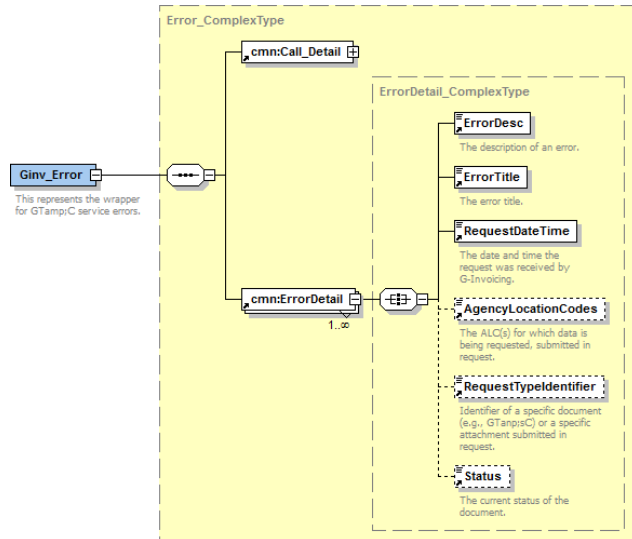 Error_ComplexType
cmn:Call_Detail
ErrorDetail_ComplexType
ErrorDesc
The description of an error.
ErrorTitle
The error title.
Ginv_Error
This represents the wrapper
for GTamp;C service errors.
RequestDateTime
The date and time the
request was received by
G-Invoicing.
cmn:ErrorDetail
1..∞
AgencyLocationCodes
The ALC(s) for which data is
being requested, submitted in
request.
RequestTypeIdentifier
Identifier of a specific document
(e.g., GTanp;sC) or a specific
attachment submitted in
request.
Status
The current status of the
document.